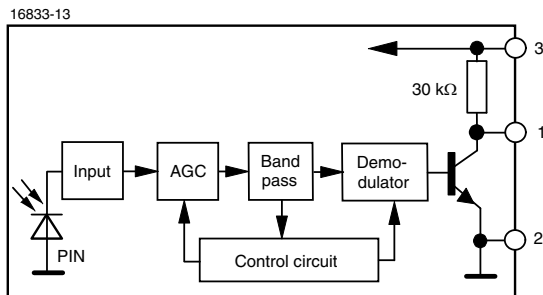 16833-13
3
30 kΩ
1
Input
AGC
Band
pass
Demo-
dulator
2
PIN
Control circuit